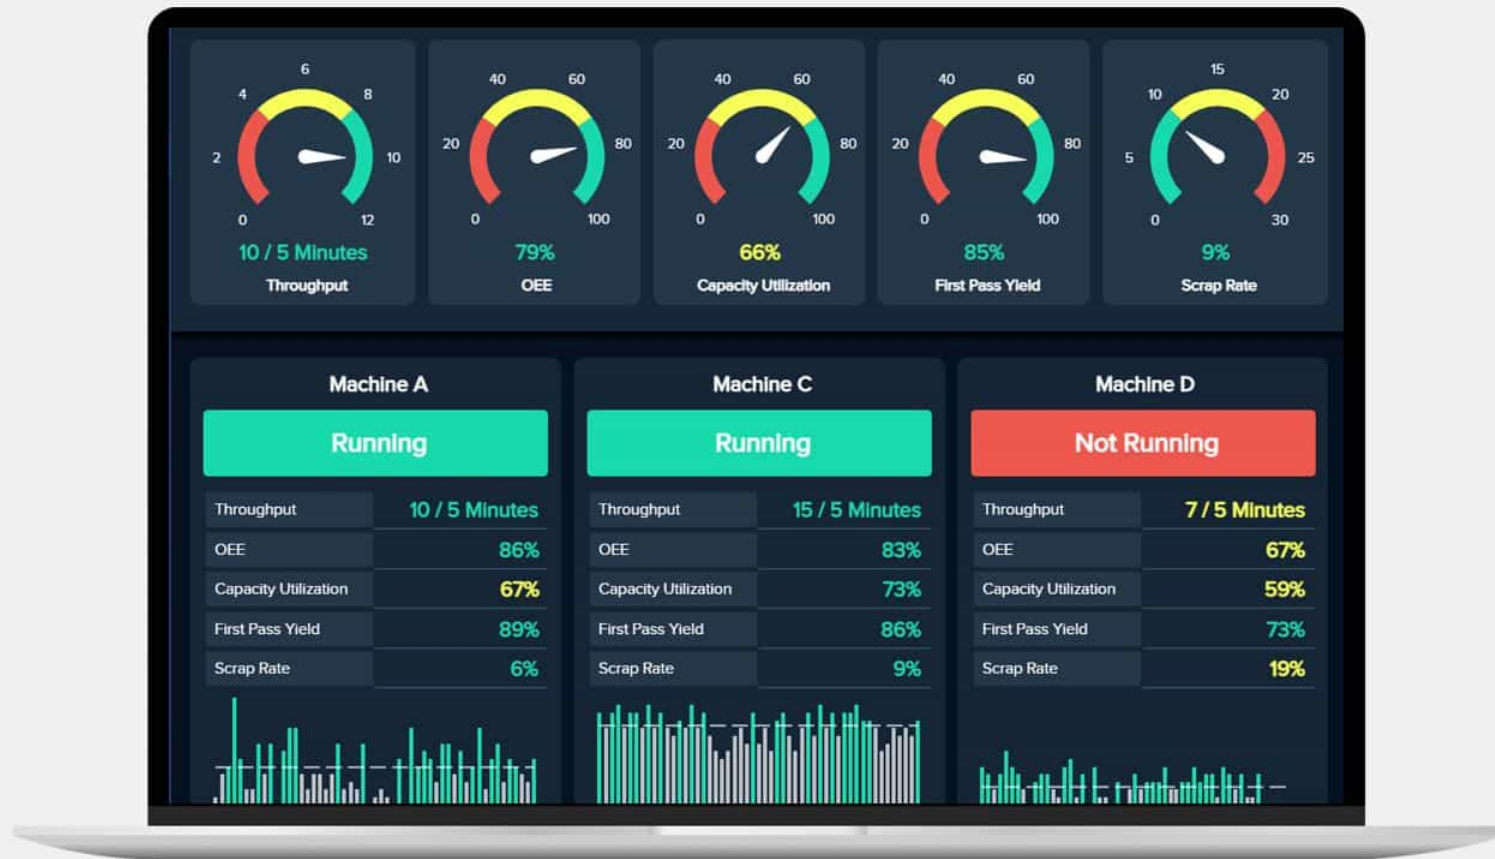 6
4 8
2 10
0 12
10 / 5 Minutes
Throughput
40 60
20 80
0 100
79%
OEE
40 60
20 80
0 100
66%
Capacity Utilization
40 60
20 80
0 100
85%
First Pass Yield
15
10 20
5 25
0 30
9%
Scrap Rate
Machine A
Running
Throughput 10 / 5 Minutes
OEE 86%
Capacity Utilization 67%
First Pass Yield 89%
Scrap Rate 6%
Machine C
Running
Throughput 15 / 5 Minutes
OEE 83%
Capacity Utilization 73%
First Pass Yield 86%
Scrap Rate 9%
Machine D
Not Running
Throughput 7 / 5 Minutes
OEE 67%
Capacity Utilization 59%
First Pass Yield 73%
Scrap Rate 19%